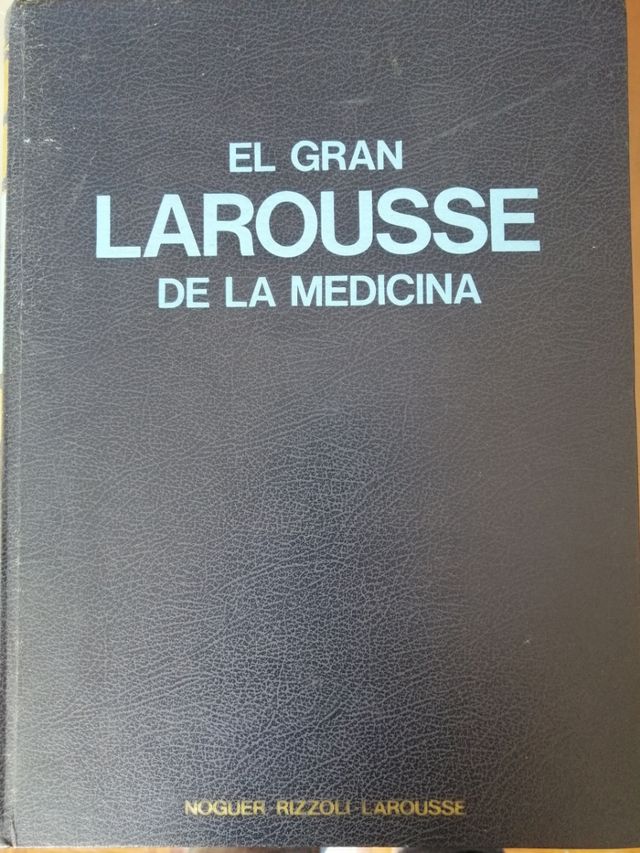 EL GRAN
LAROUSSE
DE LA MEDICINA
NOGUER-RIZZOLI-LAROUSSE